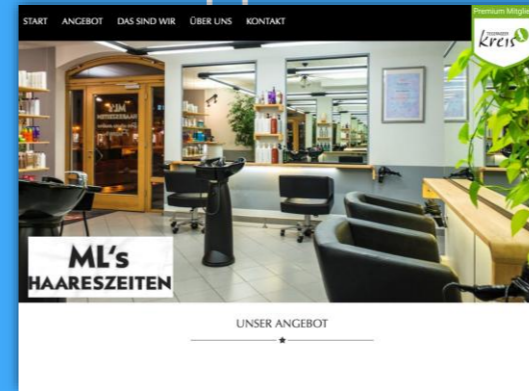 START ANGEBOT DAS SIND WIR ÜBER UNS KONTAKT
Premium Mitglie
kreis
ML's
HAARESZEITEN
UNSER ANGEBOT